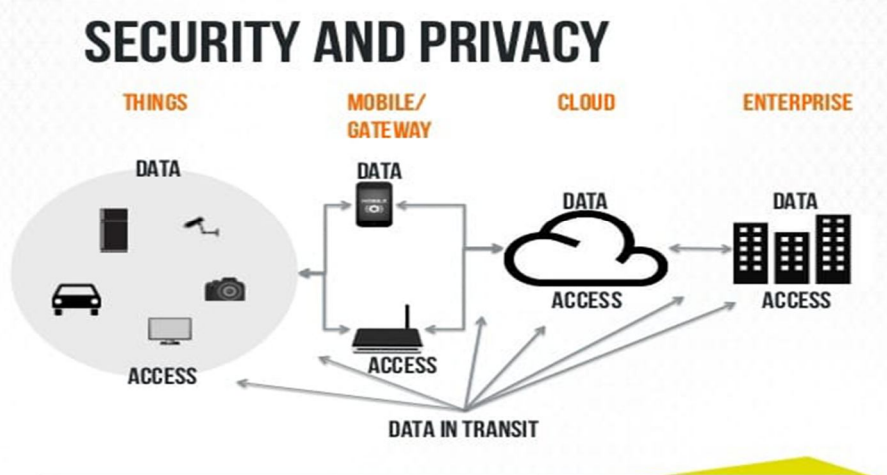 SECURITY AND PRIVACY
THINGS
MOBILE/
GATEWAY
CLOUD
ENTERPRISE
DATA
DATA
DATA
DATA
MOBILE
ACCESS
ACCESS
ACCESS
ACCESS
DATA IN TRANSIT